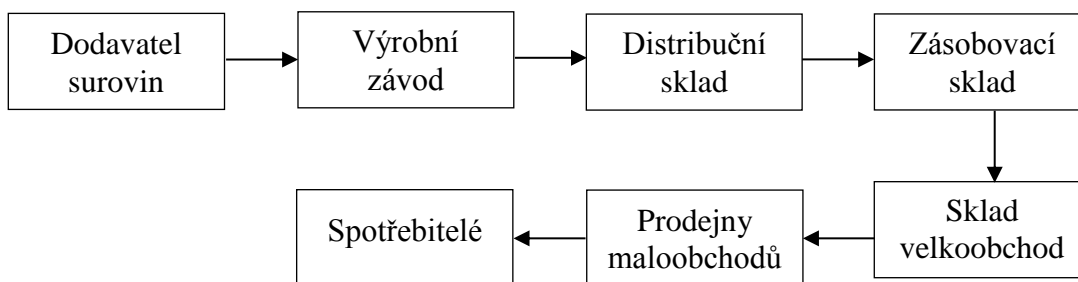 Dodavatel
surovin
Výrobní
závod
Distribuční
sklad
Zásobovací
sklad
Sklad
velkoobchod
Prodejny
maloobchodů
Spotřebitelé